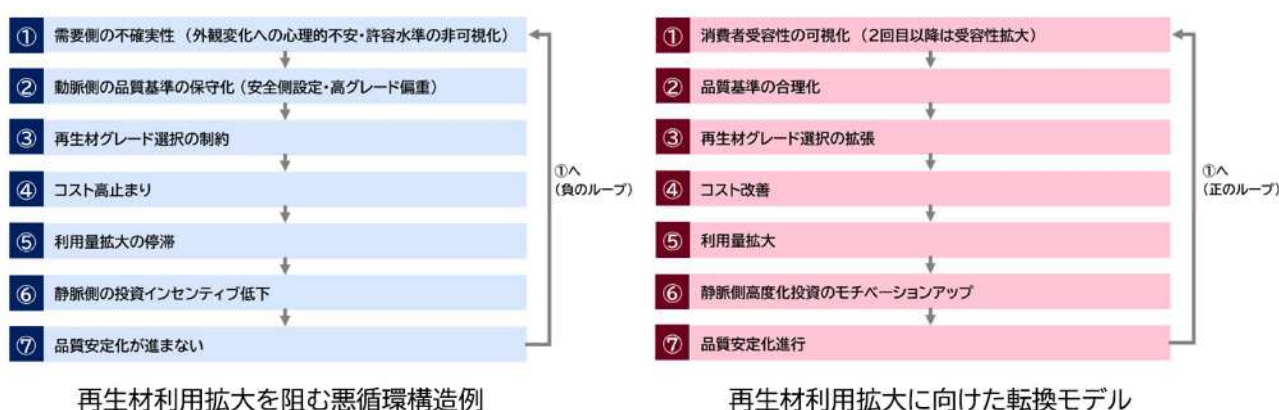 ① 需要側の不確実性（外観変化への心理的不安・許容水準の非可視化）
② 動脈側の品質基準の保守化（安全側設定・高グレード偏重）
③ 再生材グレード選択の制約
④ コスト高止まり
⑤ 利用量拡大の停滞
⑥ 静脈側の投資インセンティブ低下
⑦ 品質安定化が進まない
①へ
（負のループ）
再生材利用拡大を阻む悪循環構造例
① 消費者受容性の可視化（2回目以降は受容性拡大）
② 品質基準の合理化
③ 再生材グレード選択の拡張
④ コスト改善
⑤ 利用量拡大
⑥ 静脈側高度化投資のモチベーションアップ
⑦ 品質安定化進行
①へ
（正のループ）
再生材利用拡大に向けた転換モデル